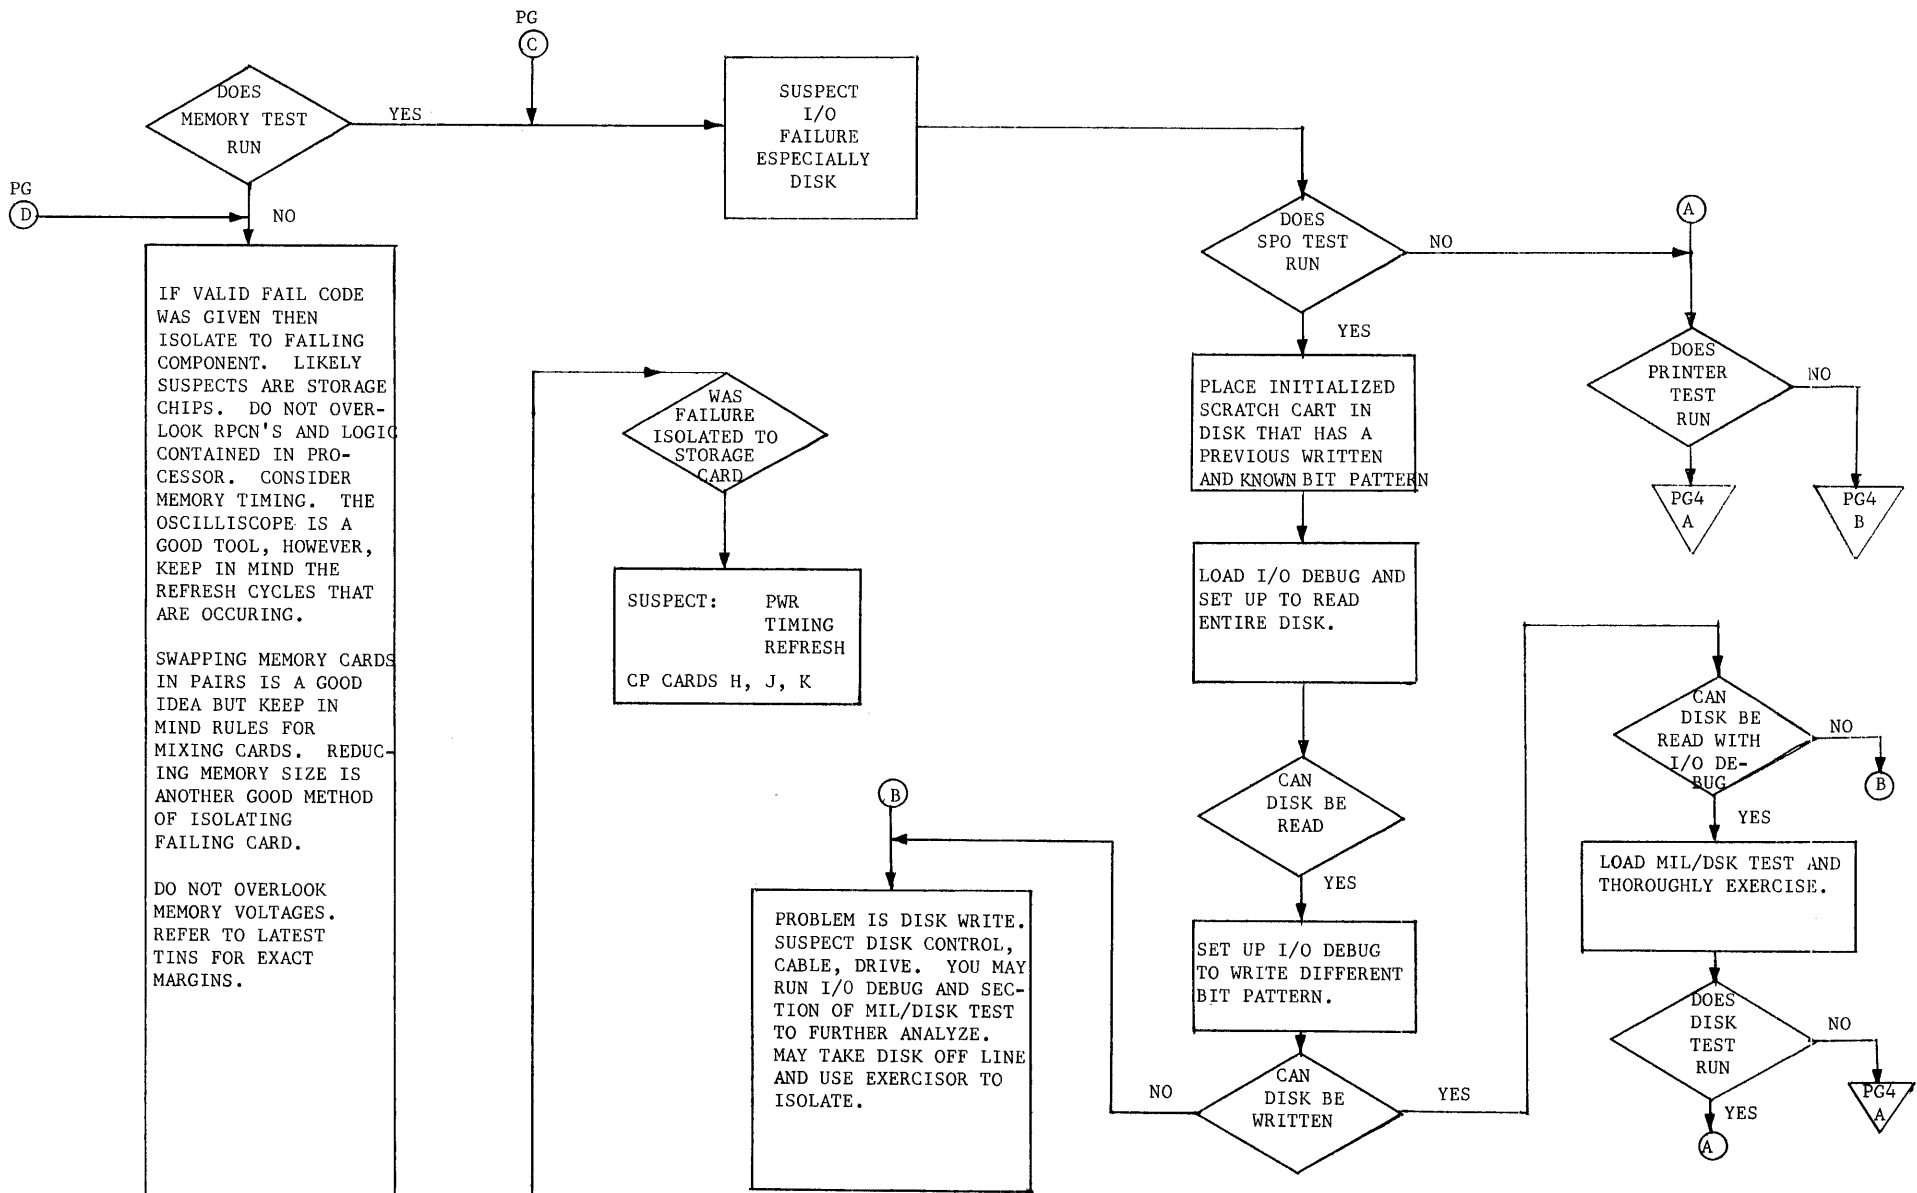 PG
C
DOES
MEMORY TEST
RUN
YES
PG
D
NO
SUSPECT
I/O
FAILURE
ESPECIALLY
DISK
DOES
SPO TEST
RUN
NO
YES
A
DOES
PRINTER
TEST
RUN
NO
PG4
A
PG4
B
IF VALID FAIL CODE
WAS GIVEN THEN
ISOLATE TO FAILING
COMPONENT. LIKELY
SUSPECTS ARE STORAGE
CHIPS. DO NOT OVER-
LOOK RPCN'S AND LOGIC
CONTAINED IN PRO-
CESSOR. CONSIDER
MEMORY TIMING. THE
OSCILLISCOPE IS A
GOOD TOOL, HOWEVER,
KEEP IN MIND THE
REFRESH CYCLES THAT
ARE OCCURING.
SWAPPING MEMORY CARDS
IN PAIRS IS A GOOD
IDEA BUT KEEP IN
MIND RULES FOR
MIXING CARDS. REDUC-
ING MEMORY SIZE IS
ANOTHER GOOD METHOD
OF ISOLATING
FAILING CARD.
DO NOT OVERLOOK
MEMORY VOLTAGES.
REFER TO LATEST
TINS FOR EXACT
MARGINS.
WAS
FAILURE
ISOLATED TO
STORAGE
CARD
SUSPECT: PWR
TIMING
REFRESH
CP CARDS H, J, K
PLACE INITIALIZED
SCRATCH CART IN
DISK THAT HAS A
PREVIOUS WRITTEN
AND KNOWN BIT PATTERN
LOAD I/O DEBUG AND
SET UP TO READ
ENTIRE DISK.
CAN
DISK BE
READ
YES
SET UP I/O DEBUG
TO WRITE DIFFERENT
BIT PATTERN.
CAN
DISK BE
WRITTEN
NO
YES
B
PROBLEM IS DISK WRITE.
SUSPECT DISK CONTROL,
CABLE, DRIVE. YOU MAY
RUN I/O DEBUG AND SEC-
TION OF MIL/DISK TEST
TO FURTHER ANALYZE.
MAY TAKE DISK OFF LINE
AND USE EXERCISOR TO
ISOLATE.
CAN
DISK BE
READ WITH
I/O DE-
BUG
NO
B
YES
LOAD MIL/DSK TEST AND
THOROUGHLY EXERCISE.
DOES
DISK
TEST
RUN
NO
PG4
A
YES
A